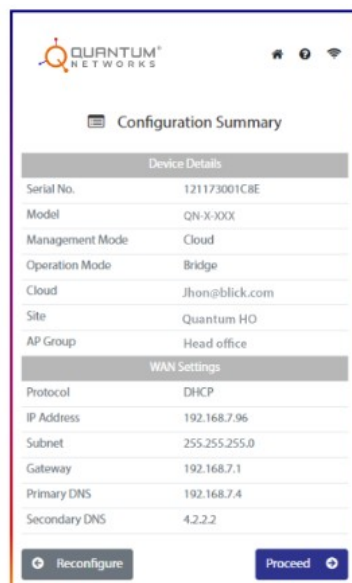 QUANTUM®
NETWORKS
Configuration Summary
Device Details
Serial No. 121173001C8E
Model QN-X-XXX
Management Mode Cloud
Operation Mode Bridge
Cloud Jhon@blick.com
Site Quantum HO
AP Group Head office
WAN Settings
Protocol DHCP
IP Address 192.168.7.96
Subnet 255.255.255.0
Gateway 192.168.7.1
Primary DNS 192.168.7.4
Secondary DNS 4.2.2.2
Reconfigure Proceed